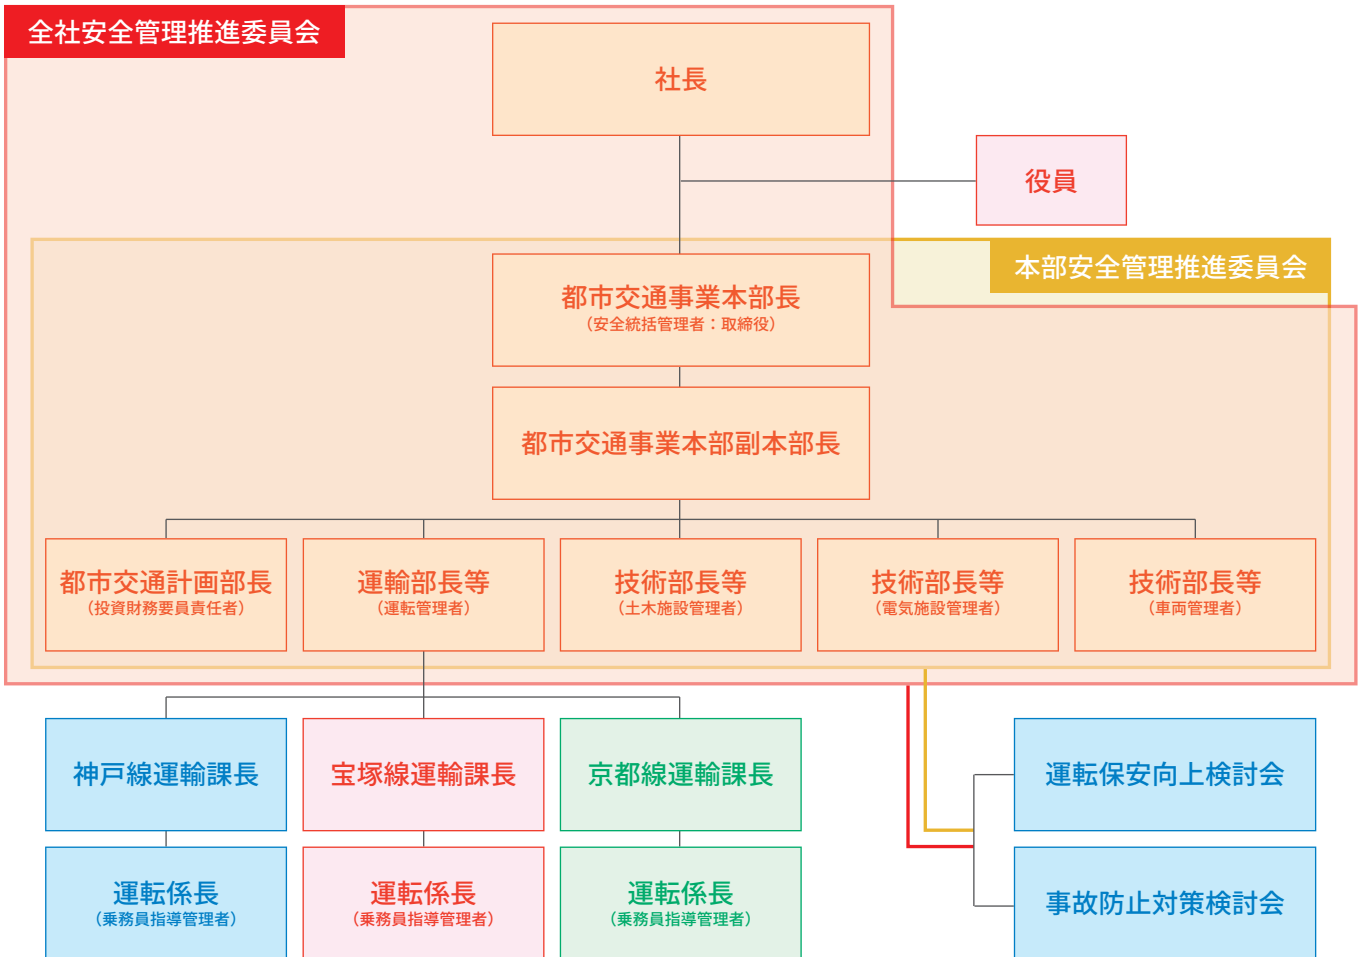 全社安全管理推進委員会
社長
役員
本部安全管理推進委員会
都市交通事業本部長
（安全統括管理者：取締役）
都市交通事業本部副本部長
都市交通計画部長
（投資財務要員責任者）
運輸部長等
（運転管理者）
技術部長等
（土木施設管理者）
技術部長等
（電気施設管理者）
技術部長等
（車両管理者）
神戸線運輸課長
宝塚線運輸課長
京都線運輸課長
運転保安向上検討会
運転係長
（乗務員指導管理者）
運転係長
（乗務員指導管理者）
運転係長
（乗務員指導管理者）
事故防止対策検討会